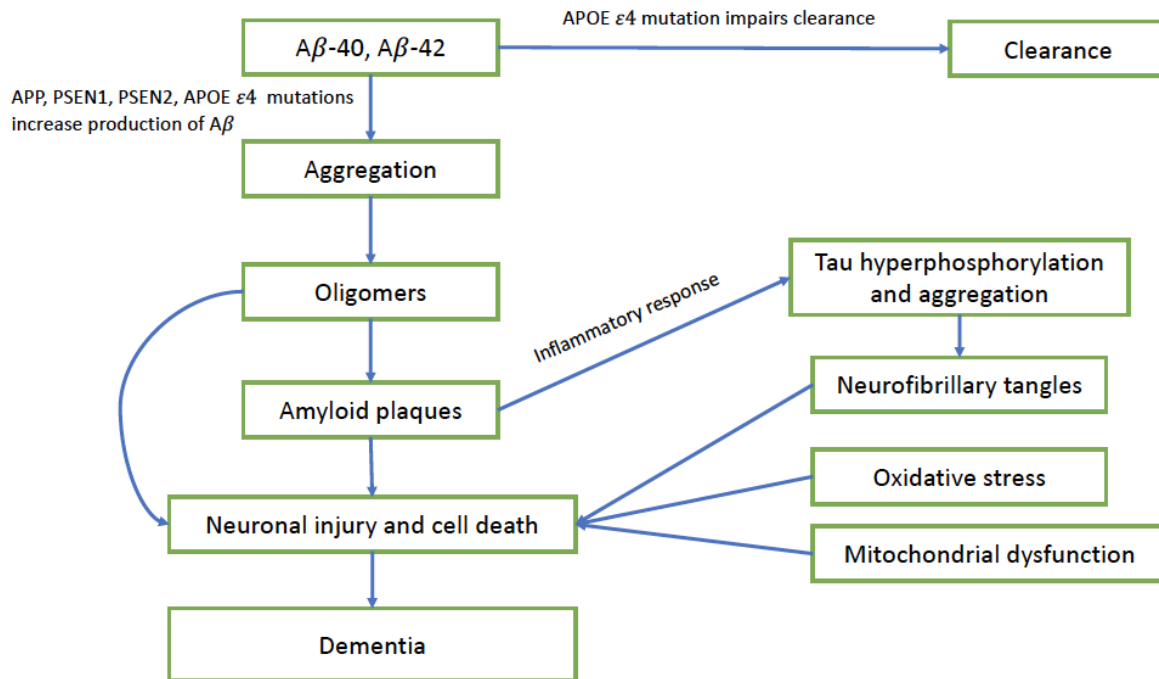 APOE ε4 mutation impairs clearance
Aβ-40, Aβ-42
Clearance
APP, PSEN1, PSEN2, APOE ε4 mutations
increase production of Aβ
Aggregation
Oligomers
Inflammatory response
Tau hyperphosphorylation
and aggregation
Amyloid plaques
Neurofibrillary tangles
Oxidative stress
Neuronal injury and cell death
Mitochondrial dysfunction
Dementia